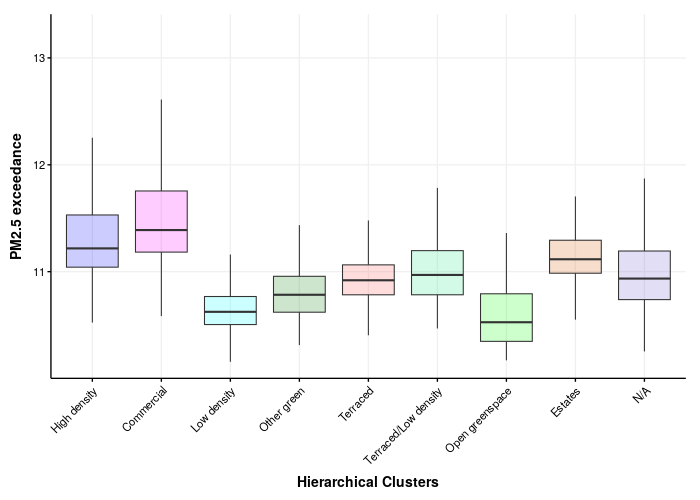 PM2.5 exceedance
13
12
11
High density
Commercial
Low density
Other green
Terraced
Terraced/Low density
Open greenspace
Estates
N/A
Hierarchical Clusters